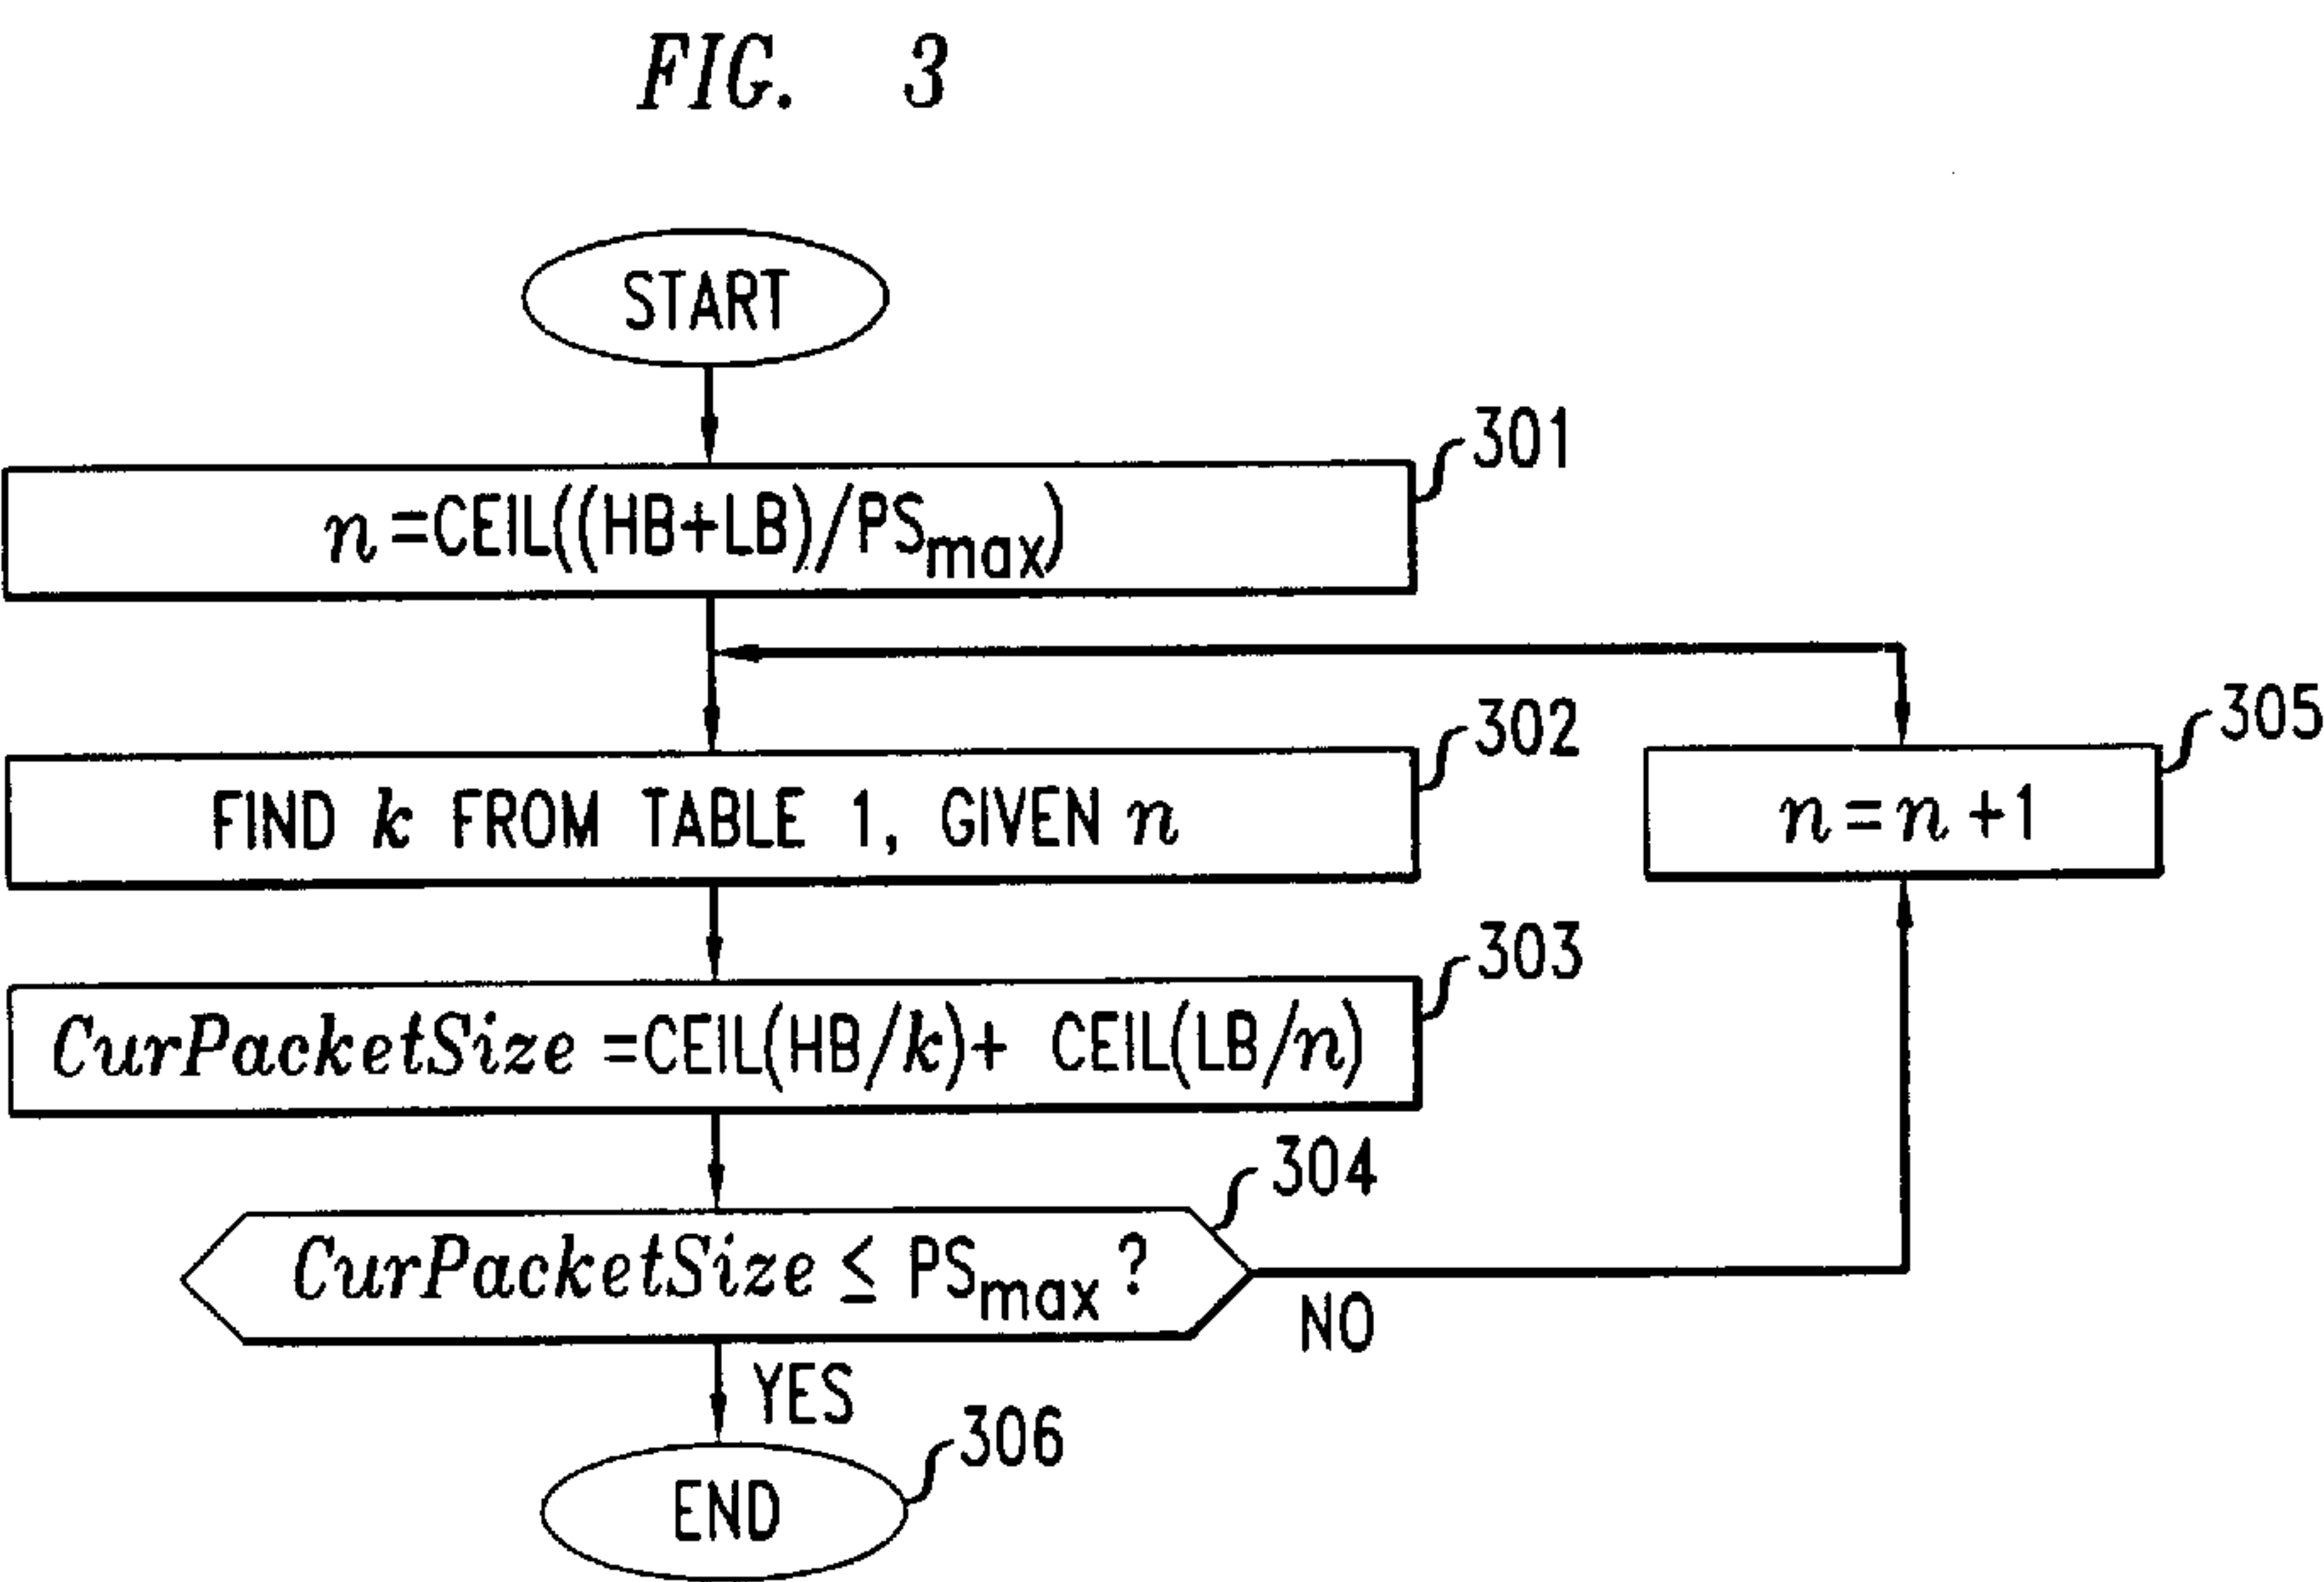 FIG. 3
START
301
n=CEIL((HB+LB)/PSmax)
302
305
FIND k FROM TABLE 1, GIVEN n
n=n+1
303
CurPacketSize =CEIL(HB/k)+ CEIL(LB/n)
304
CurPacketSize ≤ PSmax ?
NO
YES
306
END